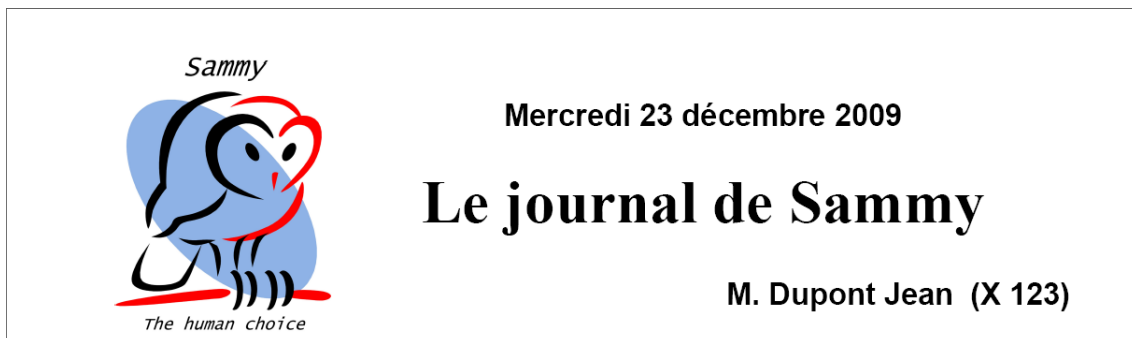 Sammy
Mercredi 23 décembre 2009
Le journal de Sammy
M. Dupont Jean (X 123)
The human choice